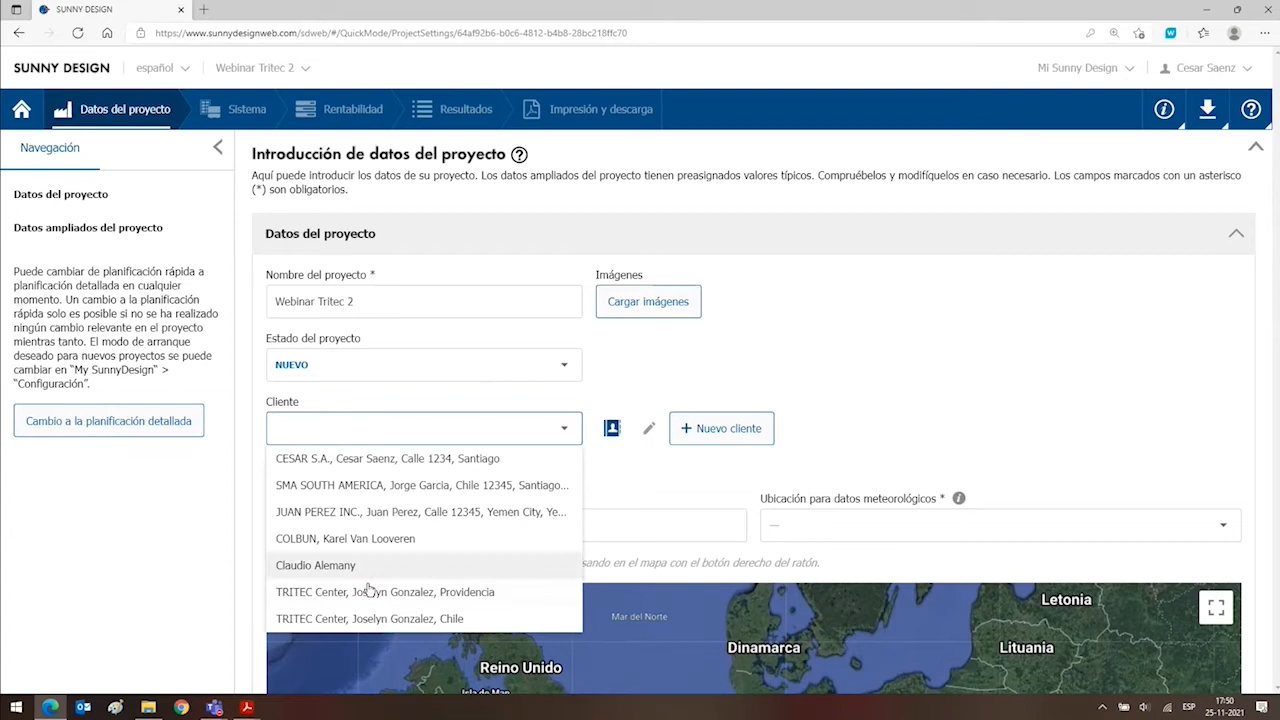 SUNNY DESIGN
https://www.sunnydesignweb.com/sdweb/#/QuickMode/ProjectSettings/64af92b6-b0c6-4812-b4b8-28bc218ffc70
SUNNY DESIGN
español
Webinar Tritec 2
Mi Sunny Design
Cesar Saenz
Datos del proyecto
Sistema
Rentabilidad
Resultados
Impresión y descarga
Navegación
Datos del proyecto
Datos ampliados del proyecto
Puede cambiar de planificación rápida a
planificación detallada en cualquier
momento. Un cambio a la planificación
rápida solo es posible si no se ha realizado
ningún cambio relevante en el proyecto
mientras tanto. El modo de arranque
deseado para nuevos proyectos se puede
cambiar en "My SunnyDesign" >
"Configuración".
Cambio a la planificación detallada
Introducción de datos del proyecto
Aquí puede introducir los datos de su proyecto. Los datos ampliados del proyecto tienen preasignados valores típicos. Compruébelos y modifíquelos en caso necesario. Los campos marcados con un asterisco
(*) son obligatorios.
Datos del proyecto
Nombre del proyecto *
Imágenes
Webinar Tritec 2
Cargar imágenes
Estado del proyecto
NUEVO
Cliente
+ Nuevo cliente
CESAR S.A., Cesar Saenz, Calle 1234, Santiago
SMA SOUTH AMERICA, Jorge Garcia, Chile 12345, Santiago...
JUAN PEREZ INC., Juan Perez, Calle 12345, Yemen City, Ye...
COLBUN, Karel Van Looveren
Claudio Alemany
TRITEC Center, Joselyn Gonzalez, Providencia
TRITEC Center, Joselyn Gonzalez, Chile
Ubicación para datos meteorológicos *
—
sando en el mapa con el botón derecho del ratón.
Mar del Norte
Letonia
Dinamarca
Lituania
Reino Unido
Isla de Man
ESP
17:50
25-11-2021